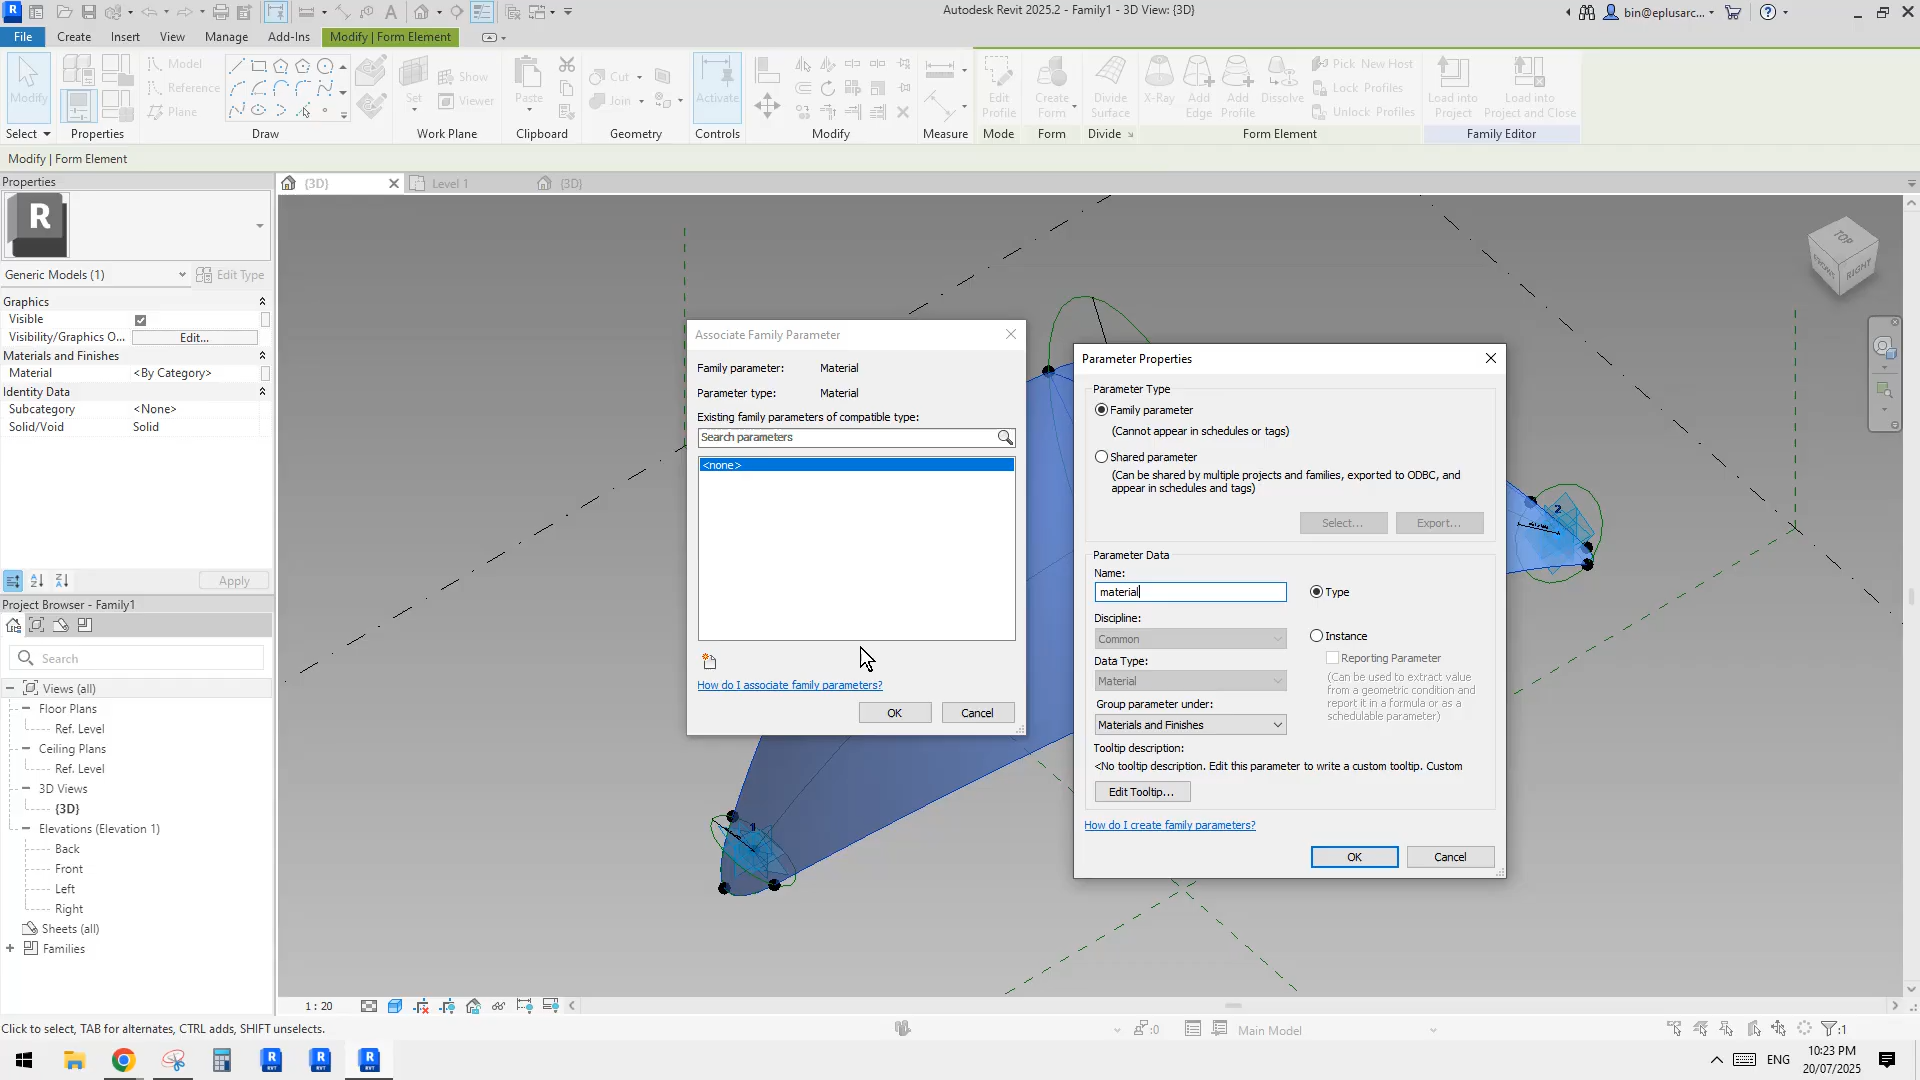 Autodesk Revit 2025.2 - Family1 - 3D View: {3D}
bin@eplusarc...
File
Create
Insert
View
Manage
Add-Ins
Modify | Form Element
Modify
Select
Properties
Model
Reference
Plane
Draw
Set
Show
Viewer
Work Plane
Paste
Clipboard
Cut
Join
Geometry
Activate
Controls
Modify
Measure
Edit Profile
Mode
Create Form
Form
Divide Surface
Divide
X-Ray
Add Edge
Add Profile
Dissolve
Pick New Host
Lock Profiles
Unlock Profiles
Form Element
Load into Project
Load into Project and Close
Family Editor
Modify | Form Element
Properties
R
Generic Models (1)
Edit Type
Graphics
Visible
Visibility/Graphics O...
Edit...
Materials and Finishes
Material
<By Category>
Identity Data
Subcategory
<None>
Solid/Void
Solid
Apply
Project Browser - Family1
Search
Views (all)
Floor Plans
Ref. Level
Ceiling Plans
Ref. Level
3D Views
{3D}
Elevations (Elevation 1)
Back
Front
Left
Right
Sheets (all)
Families
{3D}
Level 1
{3D}
TOP
FRONT
RIGHT
1
2
Associate Family Parameter
Family parameter: Material
Parameter type: Material
Existing family parameters of compatible type:
Search parameters
<none>
How do I associate family parameters?
OK
Cancel
Parameter Properties
Parameter Type
Family parameter
(Cannot appear in schedules or tags)
Shared parameter
(Can be shared by multiple projects and families, exported to ODBC, and
appear in schedules and tags)
Select...
Export...
Parameter Data
Name:
material
Type
Discipline:
Common
Instance
Data Type:
Reporting Parameter
Material
(Can be used to extract value
from a geometric condition and
report it in a formula or as a
schedulable parameter)
Group parameter under:
Materials and Finishes
Tooltip description:
<No tooltip description. Edit this parameter to write a custom tooltip. Custom
Edit Tooltip...
How do I create family parameters?
OK
Cancel
1 : 20
Click to select, TAB for alternates, CTRL adds, SHIFT unselects.
:0
Main Model
:1
RVT
RVT
RVT
ENG
10:23 PM
20/07/2025